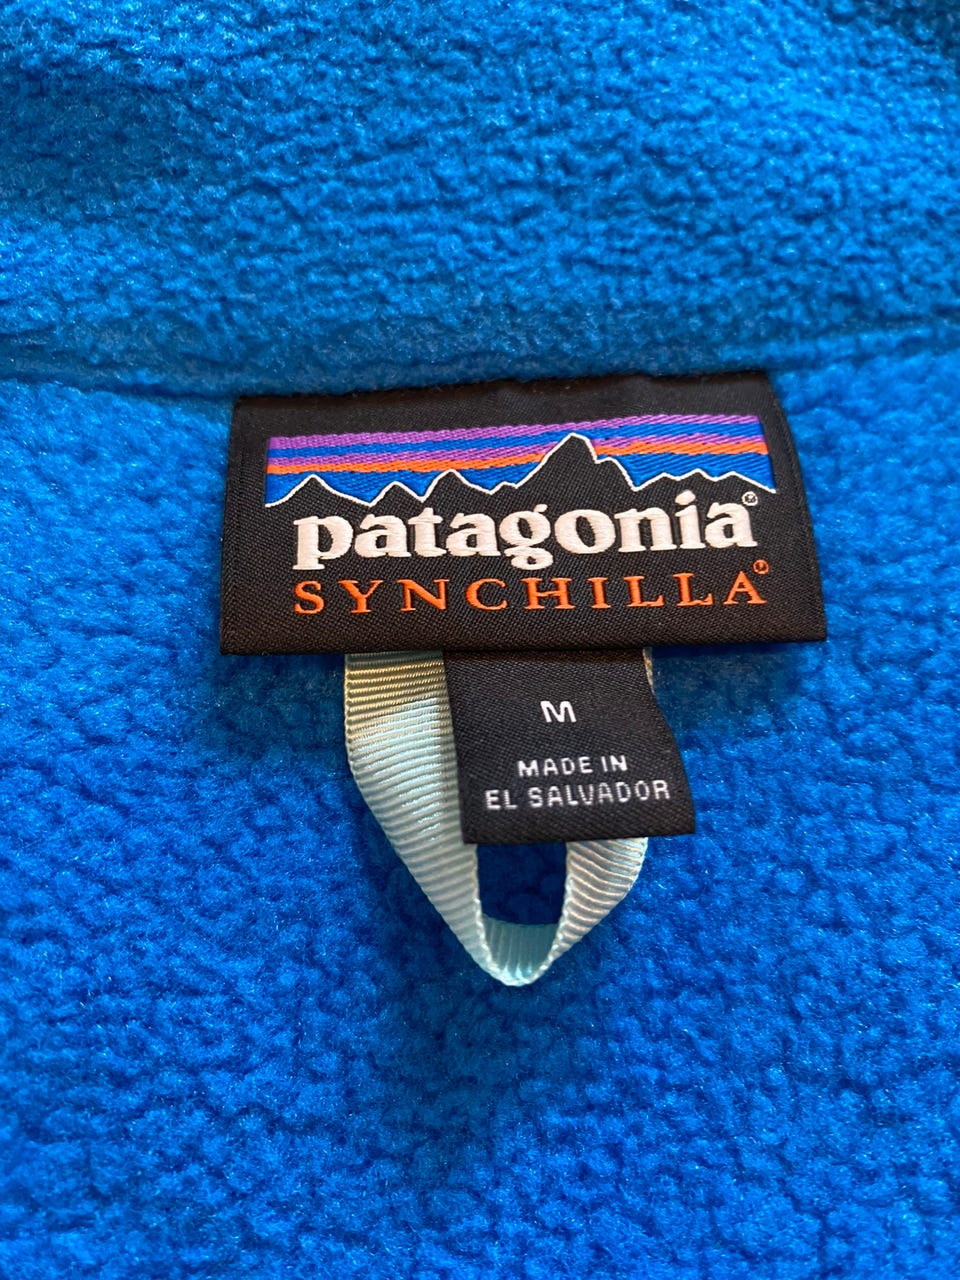 patagonia®
SYNCHILLA®
M
MADE IN
EL SALVADOR